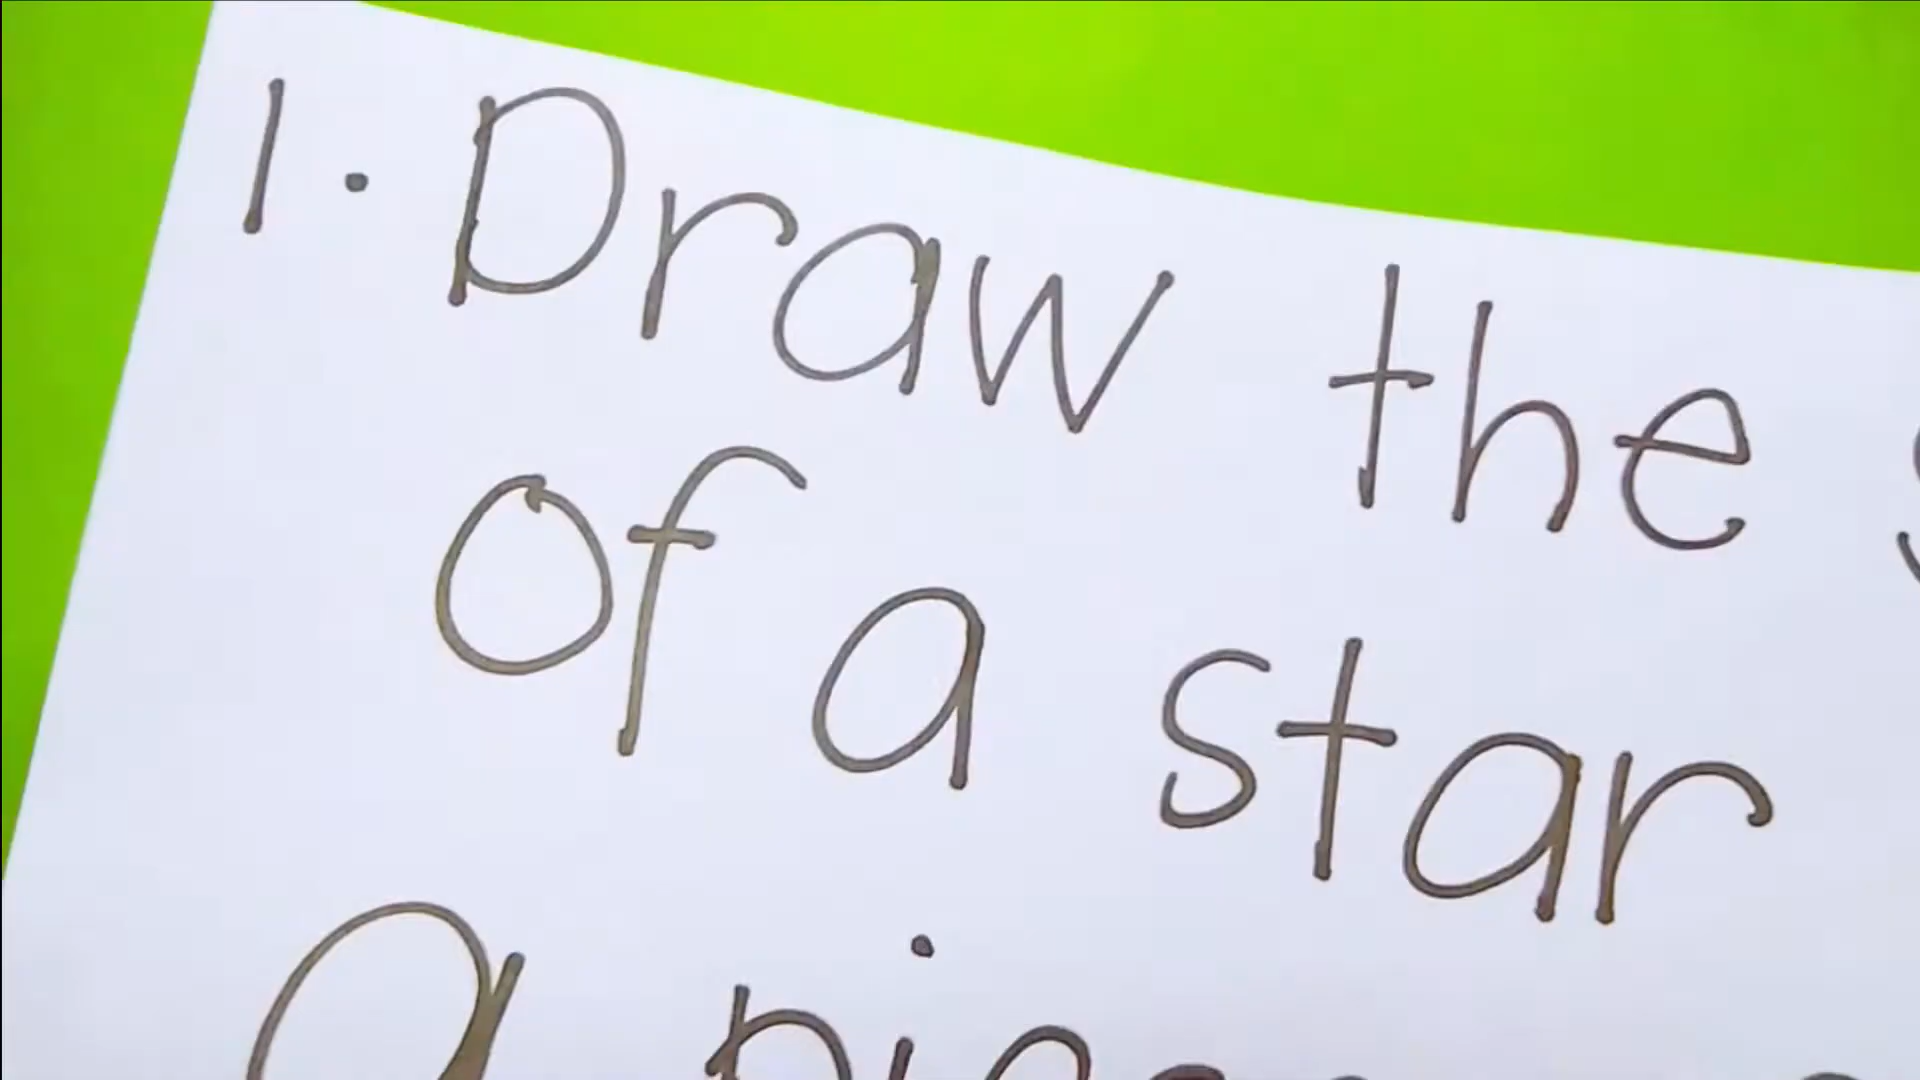 1. Draw the
of a star
a